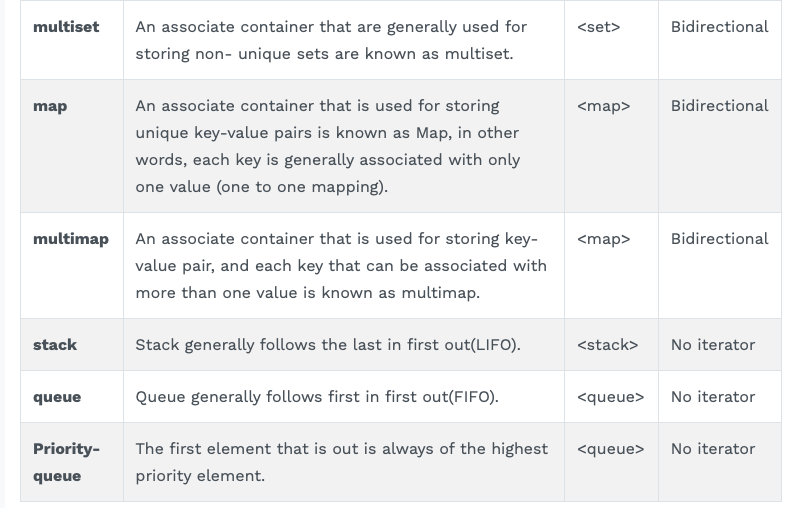 multiset An associate container that are generally used for <set> Bidirectional
storing non- unique sets are known as multiset.
map An associate container that is used for storing <map> Bidirectional
unique key-value pairs is known as Map, in other
words, each key is generally associated with only
one value (one to one mapping).
multimap An associate container that is used for storing key- <map> Bidirectional
value pair, and each key that can be associated with
more than one value is known as multimap.
stack Stack generally follows the last in first out(LIFO). <stack> No iterator
queue Queue generally follows first in first out(FIFO). <queue> No iterator
Priority- The first element that is out is always of the highest <queue> No iterator
queue priority element.